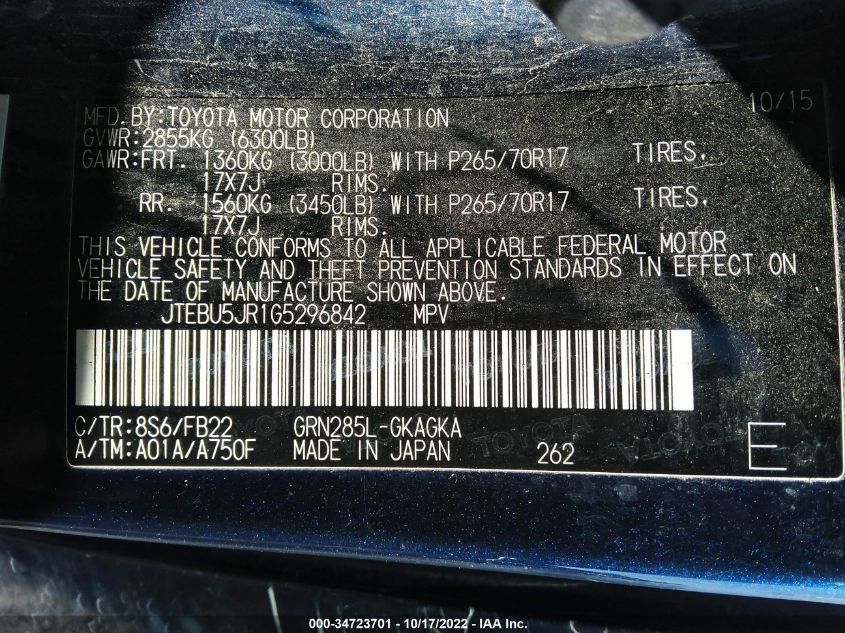 10/15
MFD. BY: TOYOTA MOTOR CORPORATION
GVWR: 2855KG (6300LB)
GAWR: FRT. 1360KG (3000LB) WITH P265/70R17 TIRES.
17X7J RIMS.
RR. 1560KG (3450LB) WITH P265/70R17 TIRES.
17X7J RIMS.
THIS VEHICLE CONFORMS TO ALL APPLICABLE FEDERAL MOTOR
VEHICLE SAFETY AND THEFT PREVENTION STANDARDS IN EFFECT ON
THE DATE OF MANUFACTURE SHOWN ABOVE.
JTEBU5JR1G5296842 MPV
C/TR: 8S6/FB22 GRN285L-GKAGKA
A/TM: A01A/A750F MADE IN JAPAN 262 E
TOYOTA TOYOTA TOYOTA
000-34723701 - 10/17/2022 - IAA Inc.